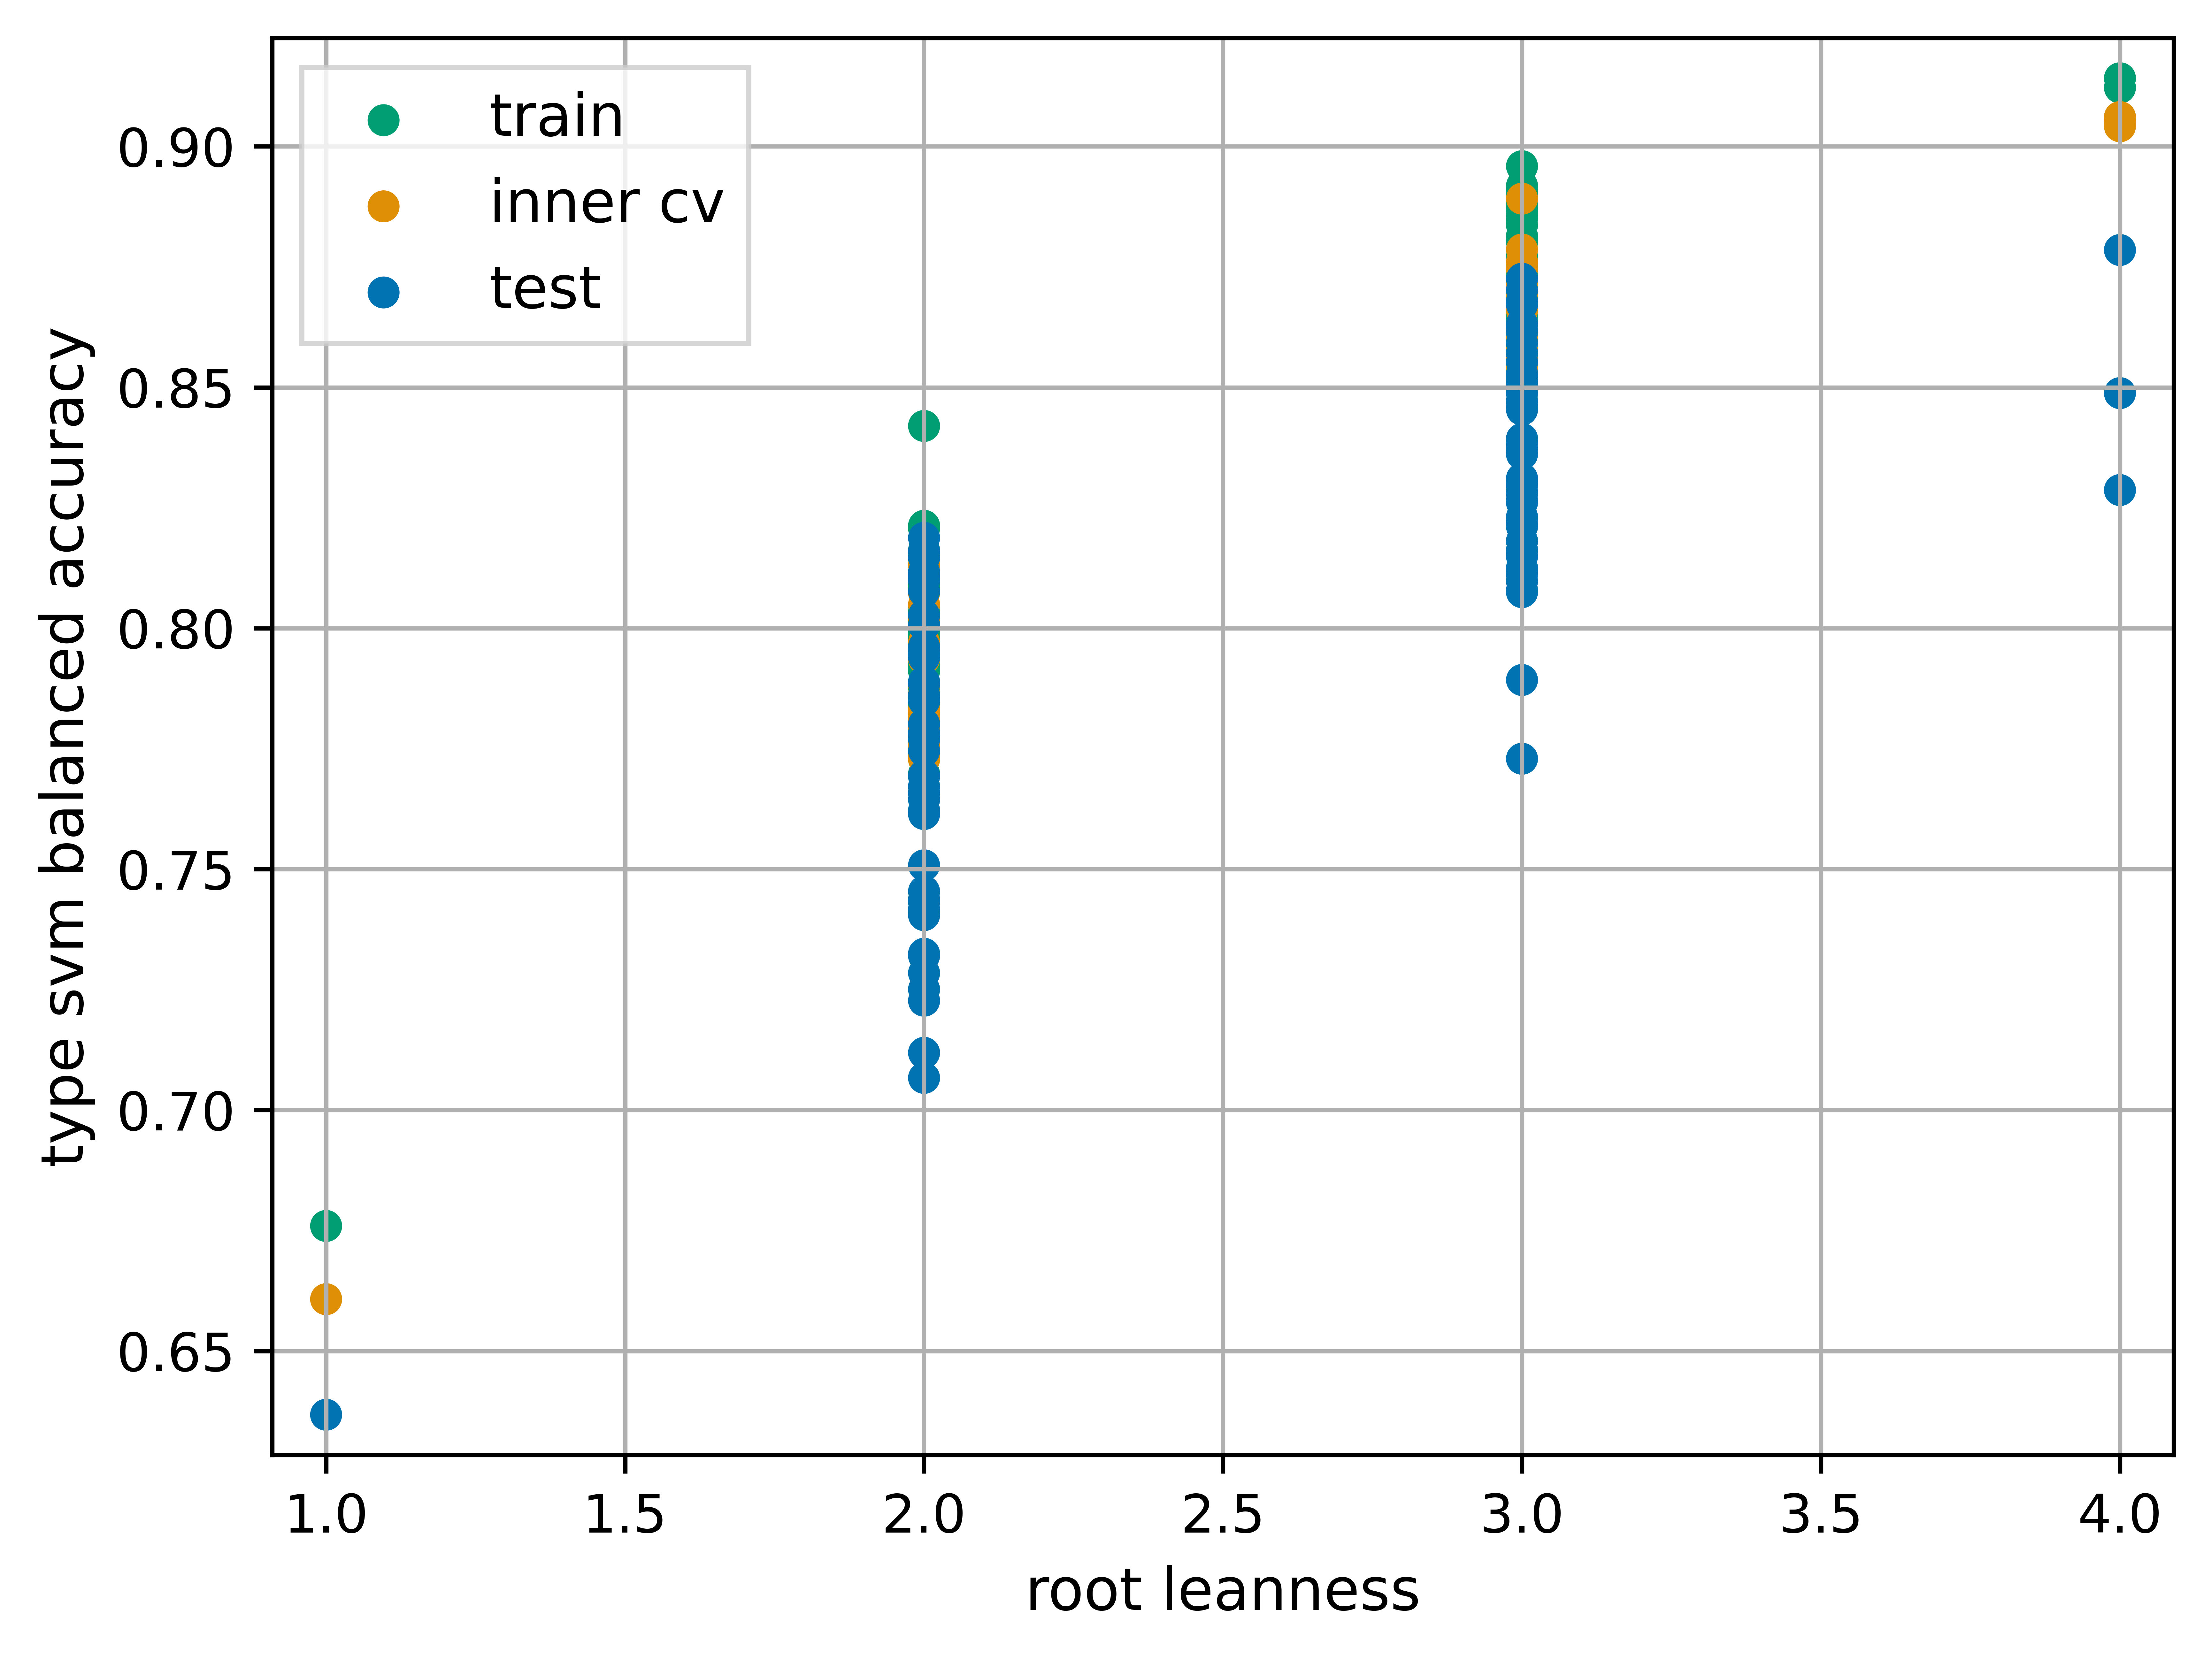 train
inner cv
test
0.90
0.85
0.80
0.75
0.70
0.65
type svm balanced accuracy
1.0 1.5 2.0 2.5 3.0 3.5 4.0
root leanness